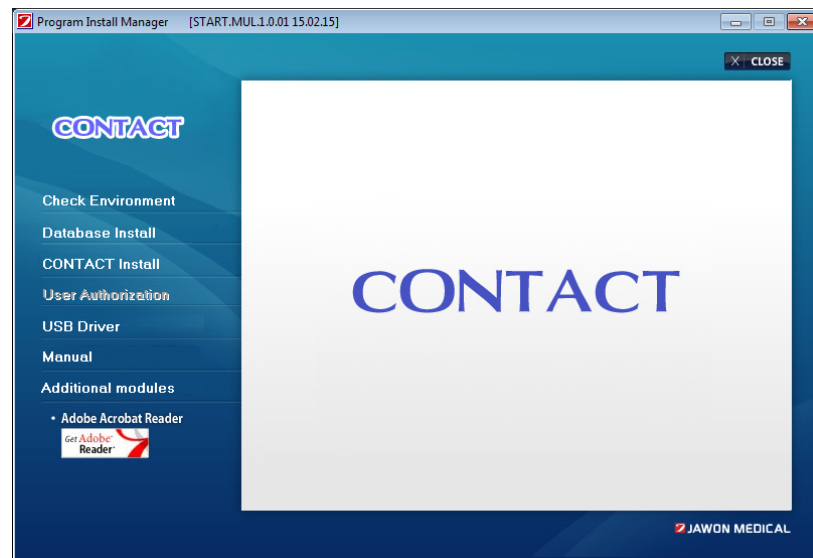 Program Install Manager [START.MUL.1.0.01 15.02.15]
X CLOSE
CONTACT
Check Environment
Database Install
CONTACT Install
User Authorization
USB Driver
Manual
Additional modules
• Adobe Acrobat Reader
Get Adobe®
Reader®
CONTACT
JAWON MEDICAL